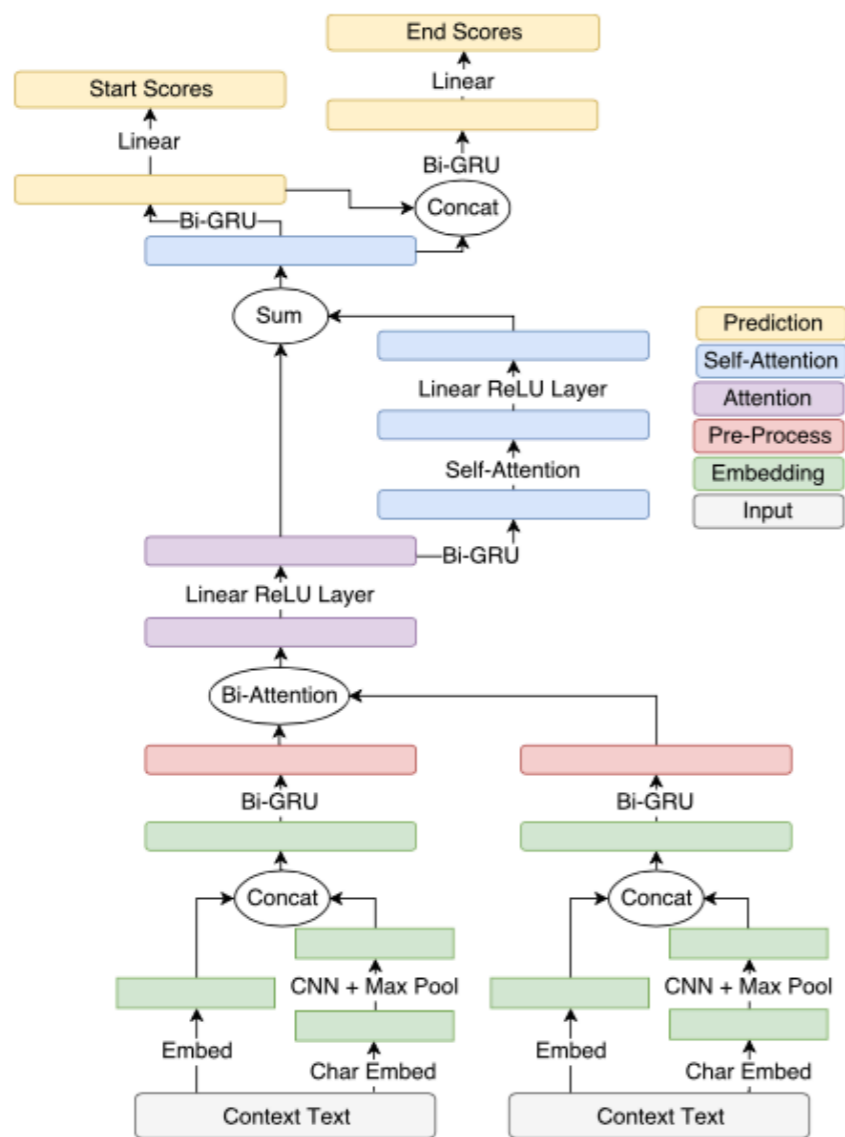 End Scores
Linear
Start Scores
Linear
Bi-GRU
Concat
Bi-GRU
Sum
Linear ReLU Layer
Self-Attention
Bi-GRU
Linear ReLU Layer
Bi-Attention
Bi-GRU
Bi-GRU
Concat
Concat
CNN + Max Pool
CNN + Max Pool
Embed
Char Embed
Embed
Char Embed
Context Text
Context Text
Prediction
Self-Attention
Attention
Pre-Process
Embedding
Input